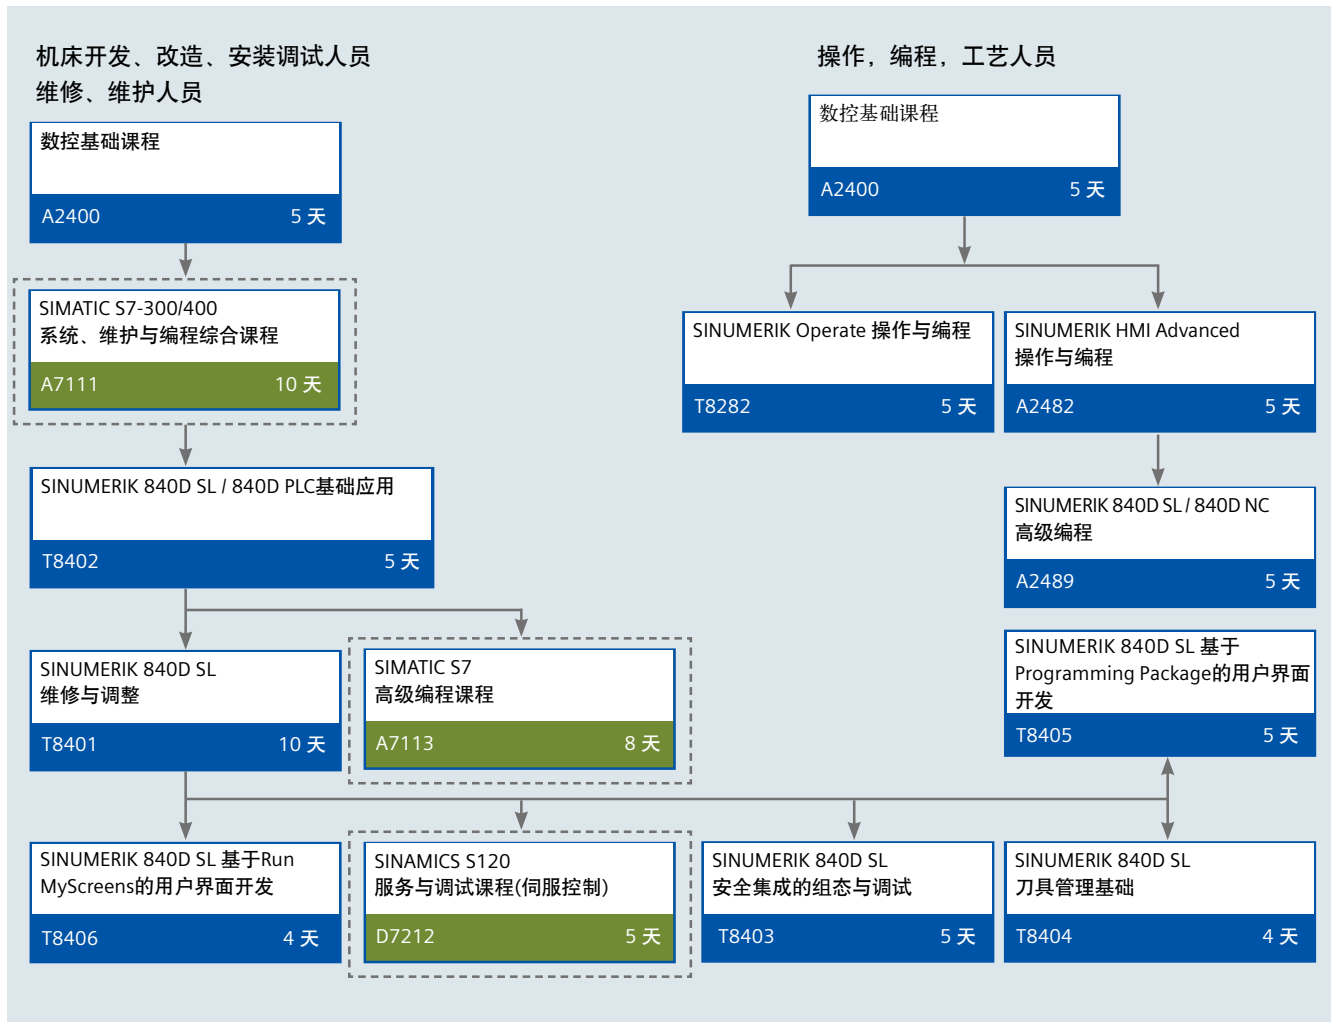 机床开发、改造、安装调试人员
维修、维护人员
数控基础课程
A2400 5 天
SIMATIC S7-300/400
系统、维护与编程综合课程
A7111 10 天
SINUMERIK 840D SL / 840D PLC基础应用
T8402 5 天
SINUMERIK 840D SL
维修与调整
T8401 10 天
SIMATIC S7
高级编程课程
A7113 8 天
SINUMERIK 840D SL 基于Run
MyScreens的用户界面开发
T8406 4 天
SINAMICS S120
服务与调试课程(伺服控制)
D7212 5 天
SINUMERIK 840D SL
安全集成的组态与调试
T8403 5 天
SINUMERIK 840D SL
刀具管理基础
T8404 4 天
操作，编程，工艺人员
数控基础课程
A2400 5 天
SINUMERIK Operate 操作与编程
T8282 5 天
SINUMERIK HMI Advanced
操作与编程
A2482 5 天
SINUMERIK 840D SL / 840D NC
高级编程
A2489 5 天
SINUMERIK 840D SL 基于
Programming Package的用户界面
开发
T8405 5 天